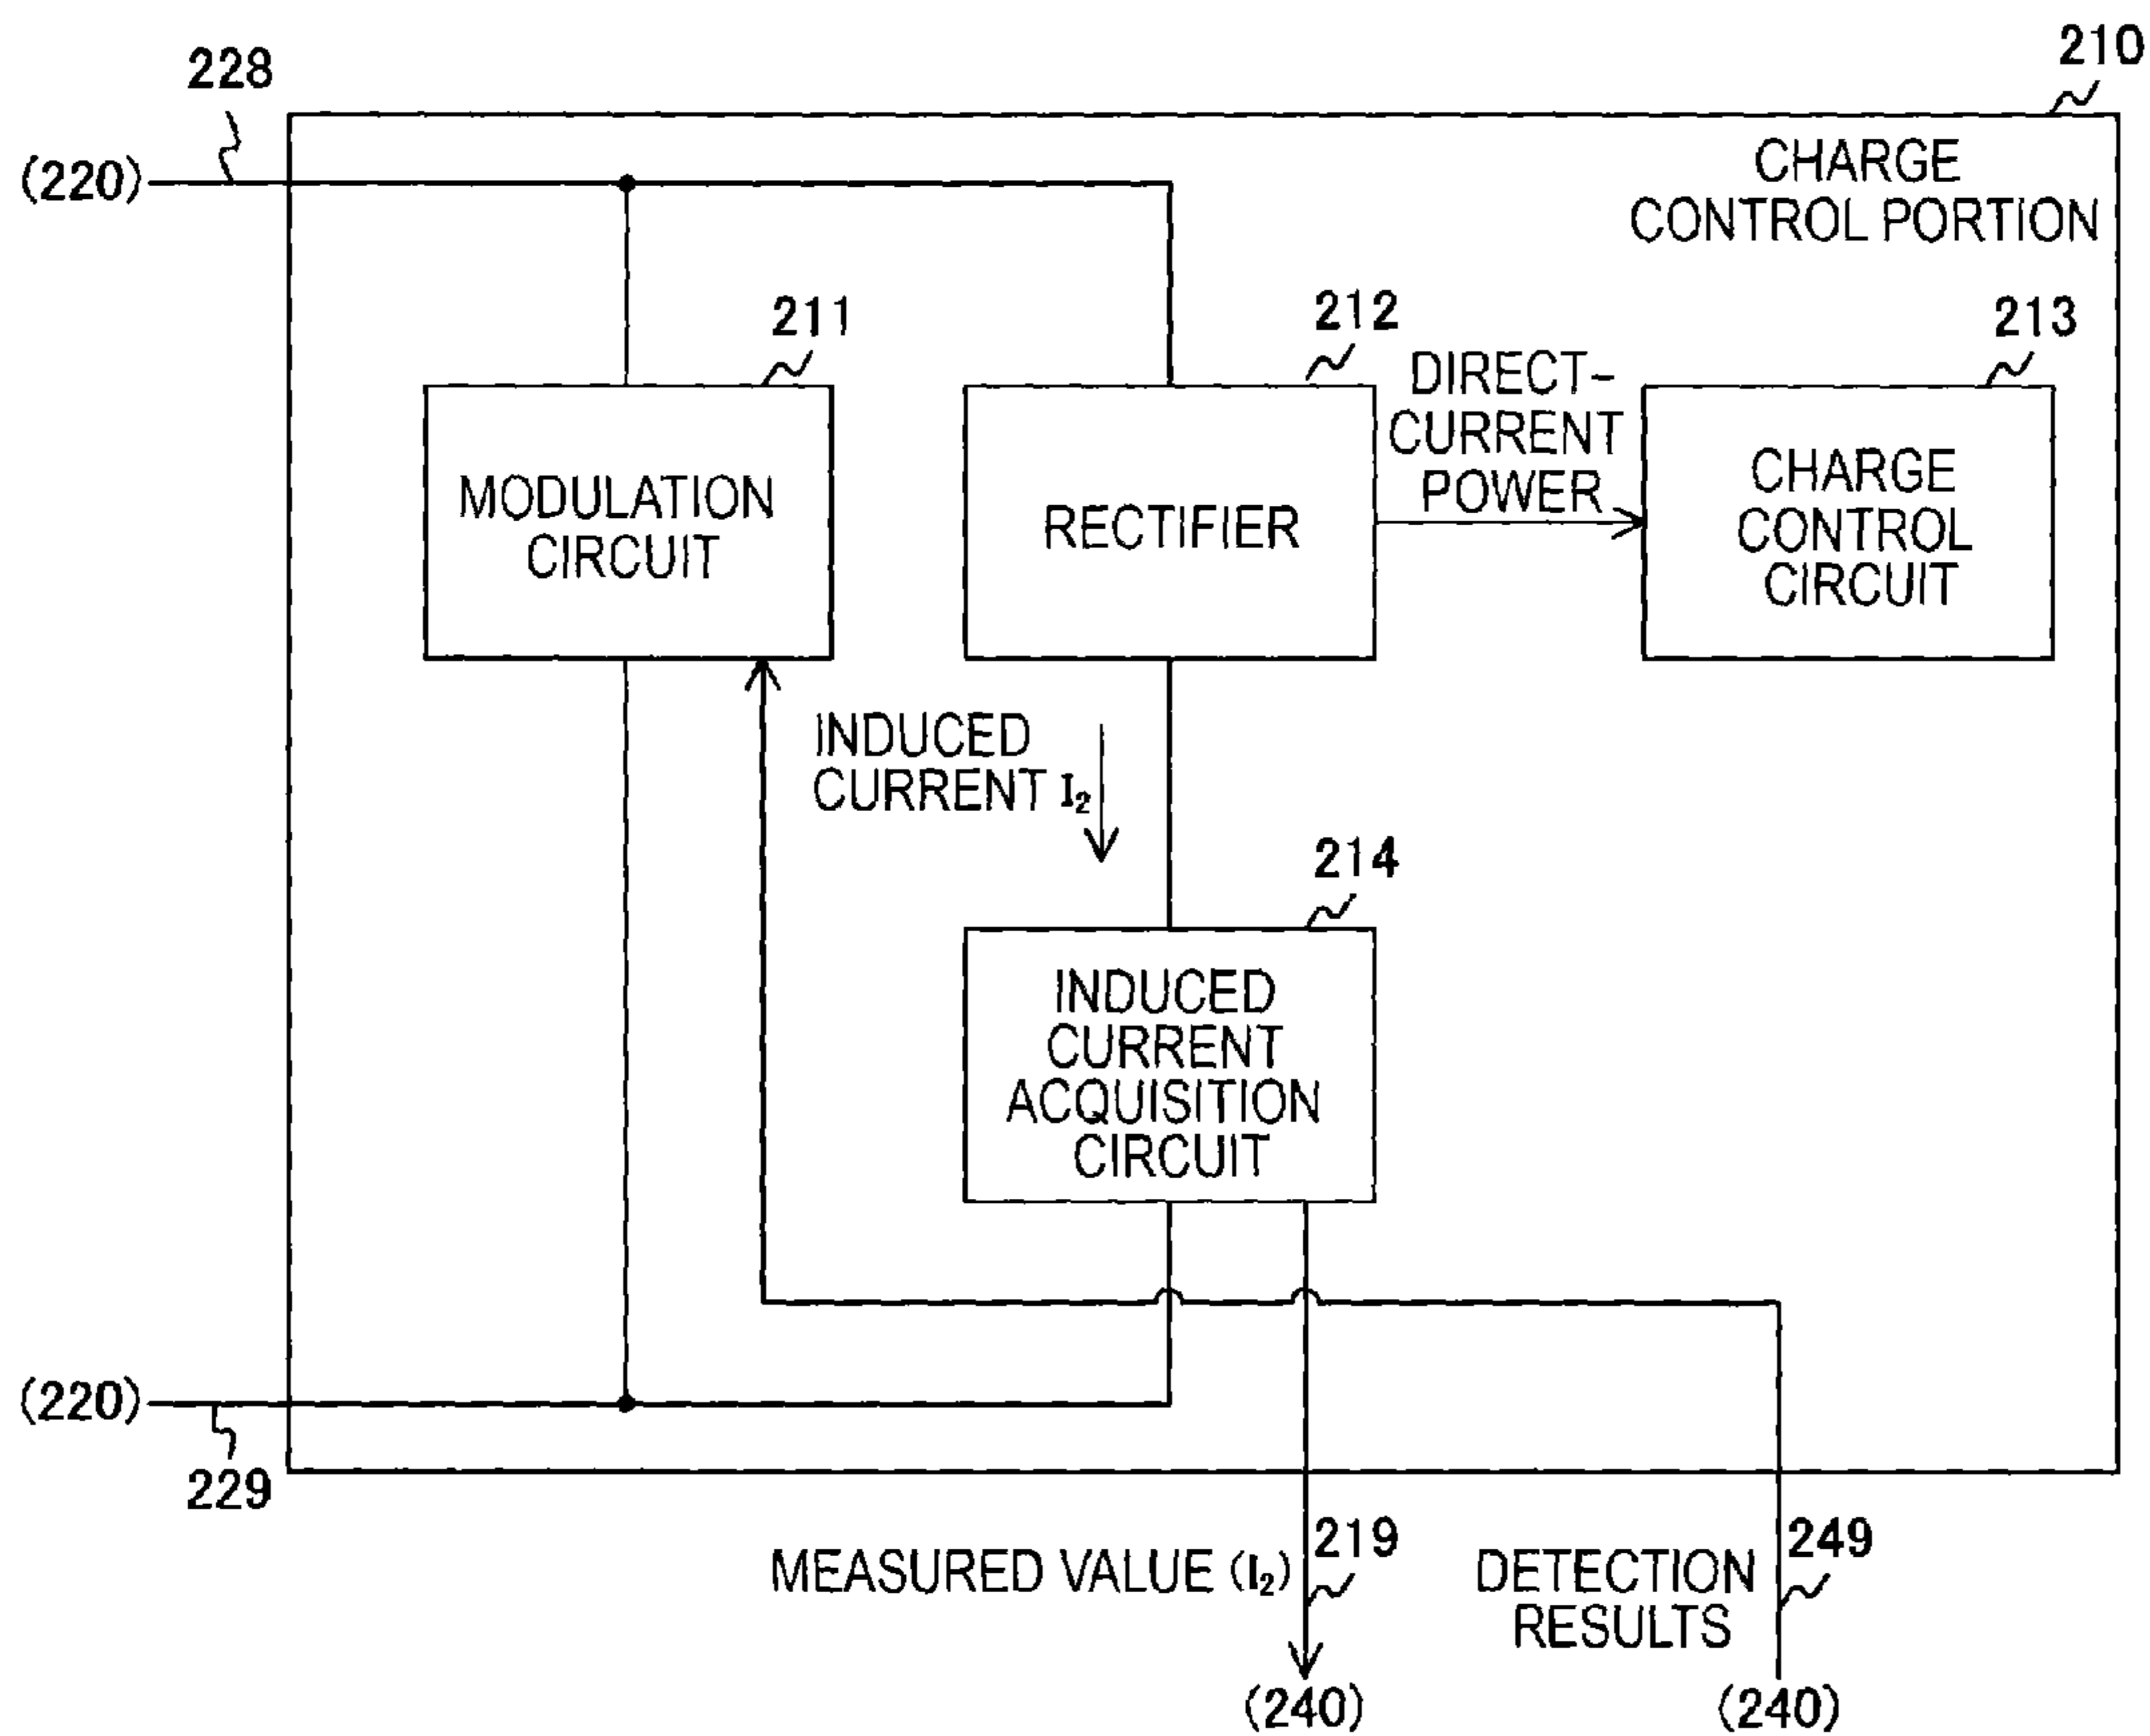 210
228
CHARGE
CONTROL PORTION
(220)
211
212
213
DIRECT-
CURRENT
POWER
MODULATION
CIRCUIT
RECTIFIER
CHARGE
CONTROL
CIRCUIT
INDUCED
CURRENT I₂
214
INDUCED
CURRENT
ACQUISITION
CIRCUIT
(220)
229
MEASURED VALUE (I₂)
219
DETECTION
RESULTS
249
(240)
(240)